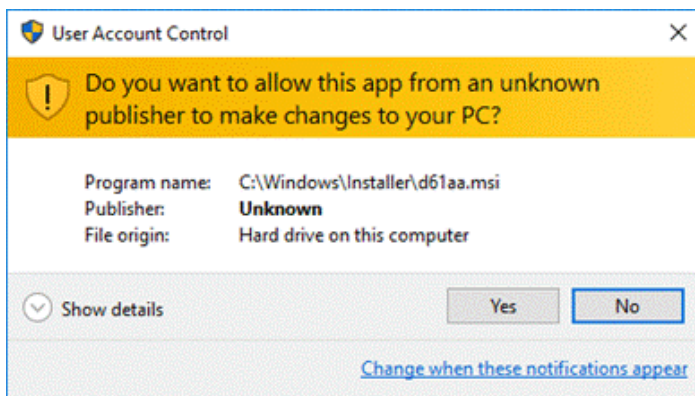 User Account Control
Do you want to allow this app from an unknown
publisher to make changes to your PC?
Program name: C:\Windows\Installer\d61aa.msi
Publisher: Unknown
File origin: Hard drive on this computer
Show details
Yes
No
Change when these notifications appear